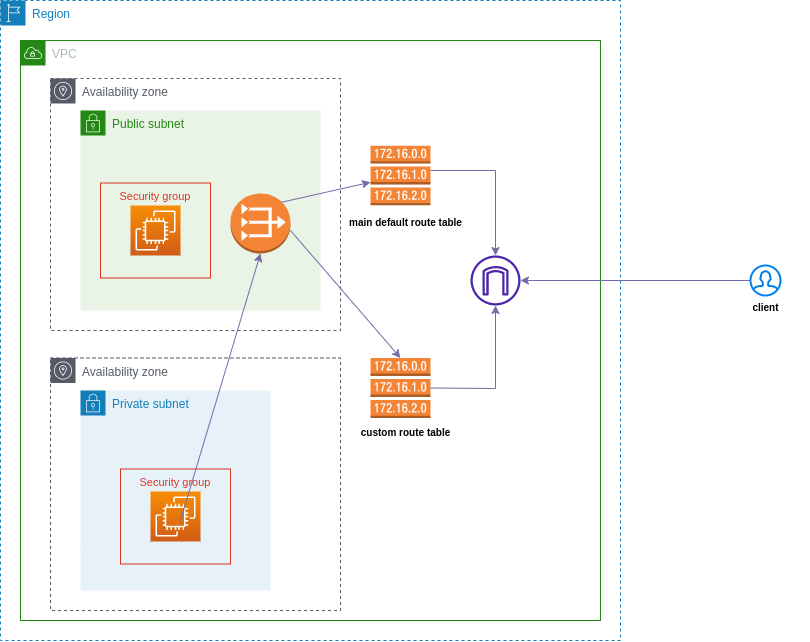 Region
VPC
Availability zone
Public subnet
Security group
172.16.0.0
172.16.1.0
172.16.2.0
main default route table
client
Availability zone
Private subnet
Security group
172.16.0.0
172.16.1.0
172.16.2.0
custom route table